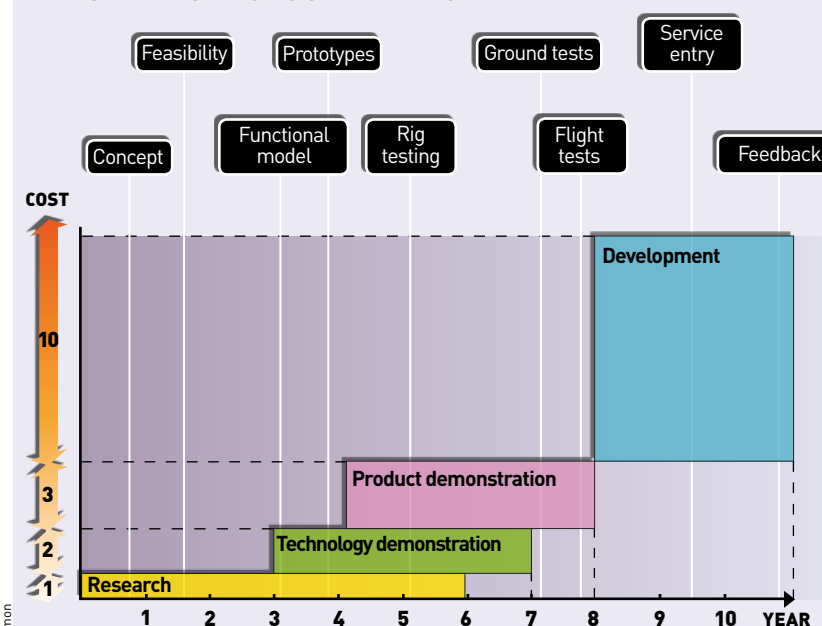 Feasibility
Prototypes
Ground tests
Service
entry
Concept
Functional
model
Rig
testing
Flight
tests
Feedback
COST
10
3
2
1
Development
Product demonstration
Technology demonstration
Research
1 2 3 4 5 6 7 8 9 10 YEAR